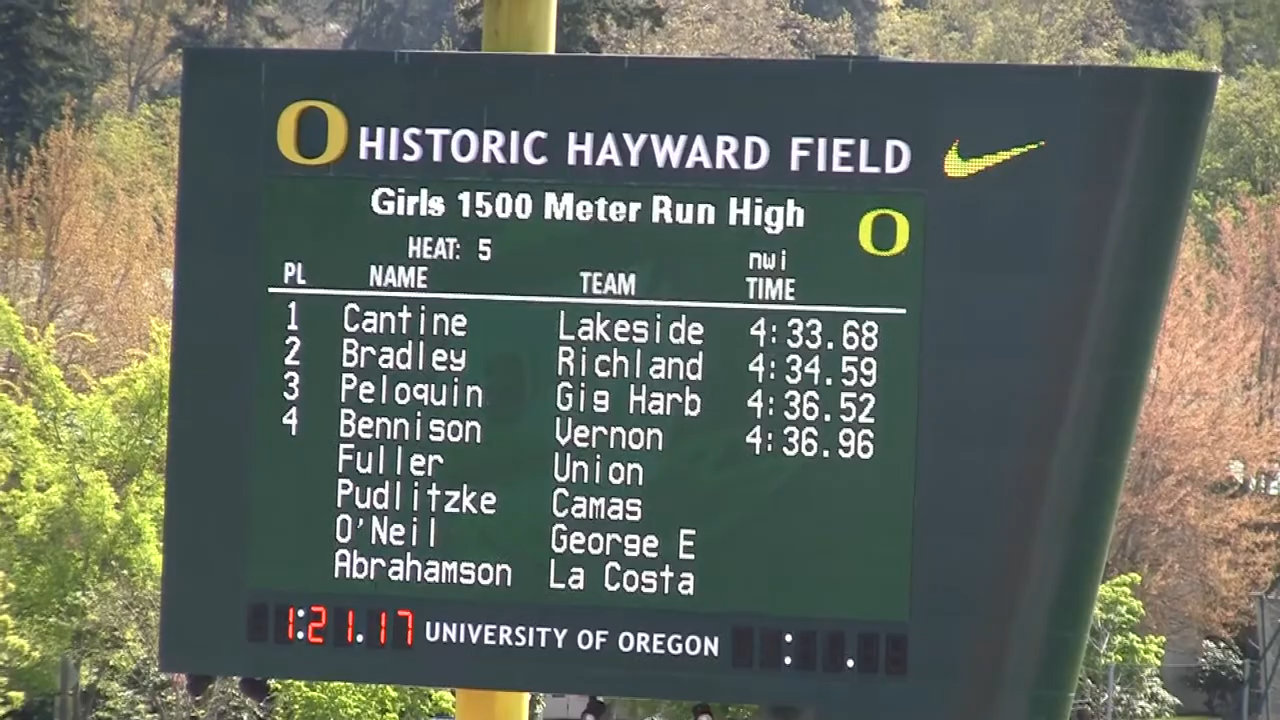 O HISTORIC HAYWARD FIELD
Girls 1500 Meter Run High
O
HEAT: 5 nwi
PL NAME TEAM TIME
1 Cantine Lakeside 4:33.68
2 Bradley Richland 4:34.59
3 Peloquin Gig Harb 4:36.52
4 Bennison Vernon 4:36.96
Fuller Union
Pudlitzke Camas
O'Neil George E
Abrahamson La Costa
1:21.17 UNIVERSITY OF OREGON : .